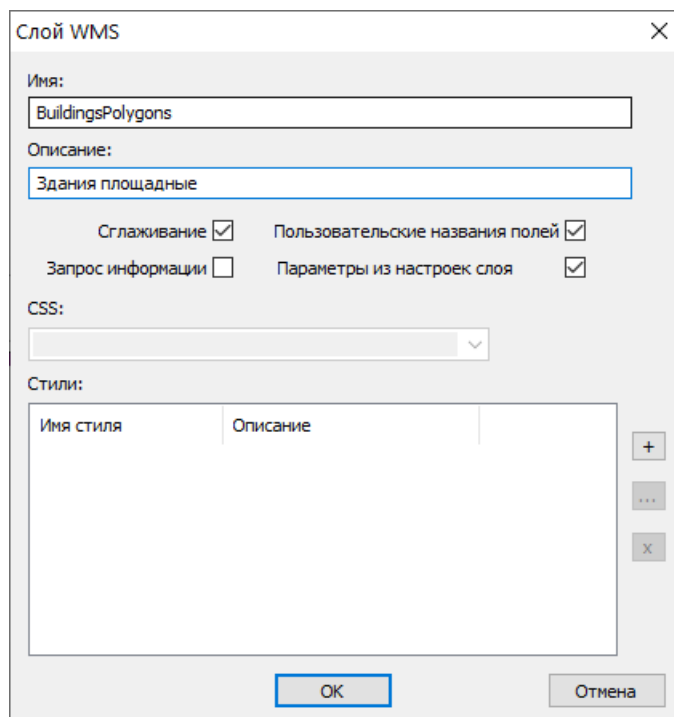 Слой WMS
Имя:
BuildingsPolygons
Описание:
Здания площадные
Сглаживание Пользовательские названия полей
Запрос информации Параметры из настроек слоя
CSS:
Стили:
Имя стиля Описание
+
...
x
OK Отмена